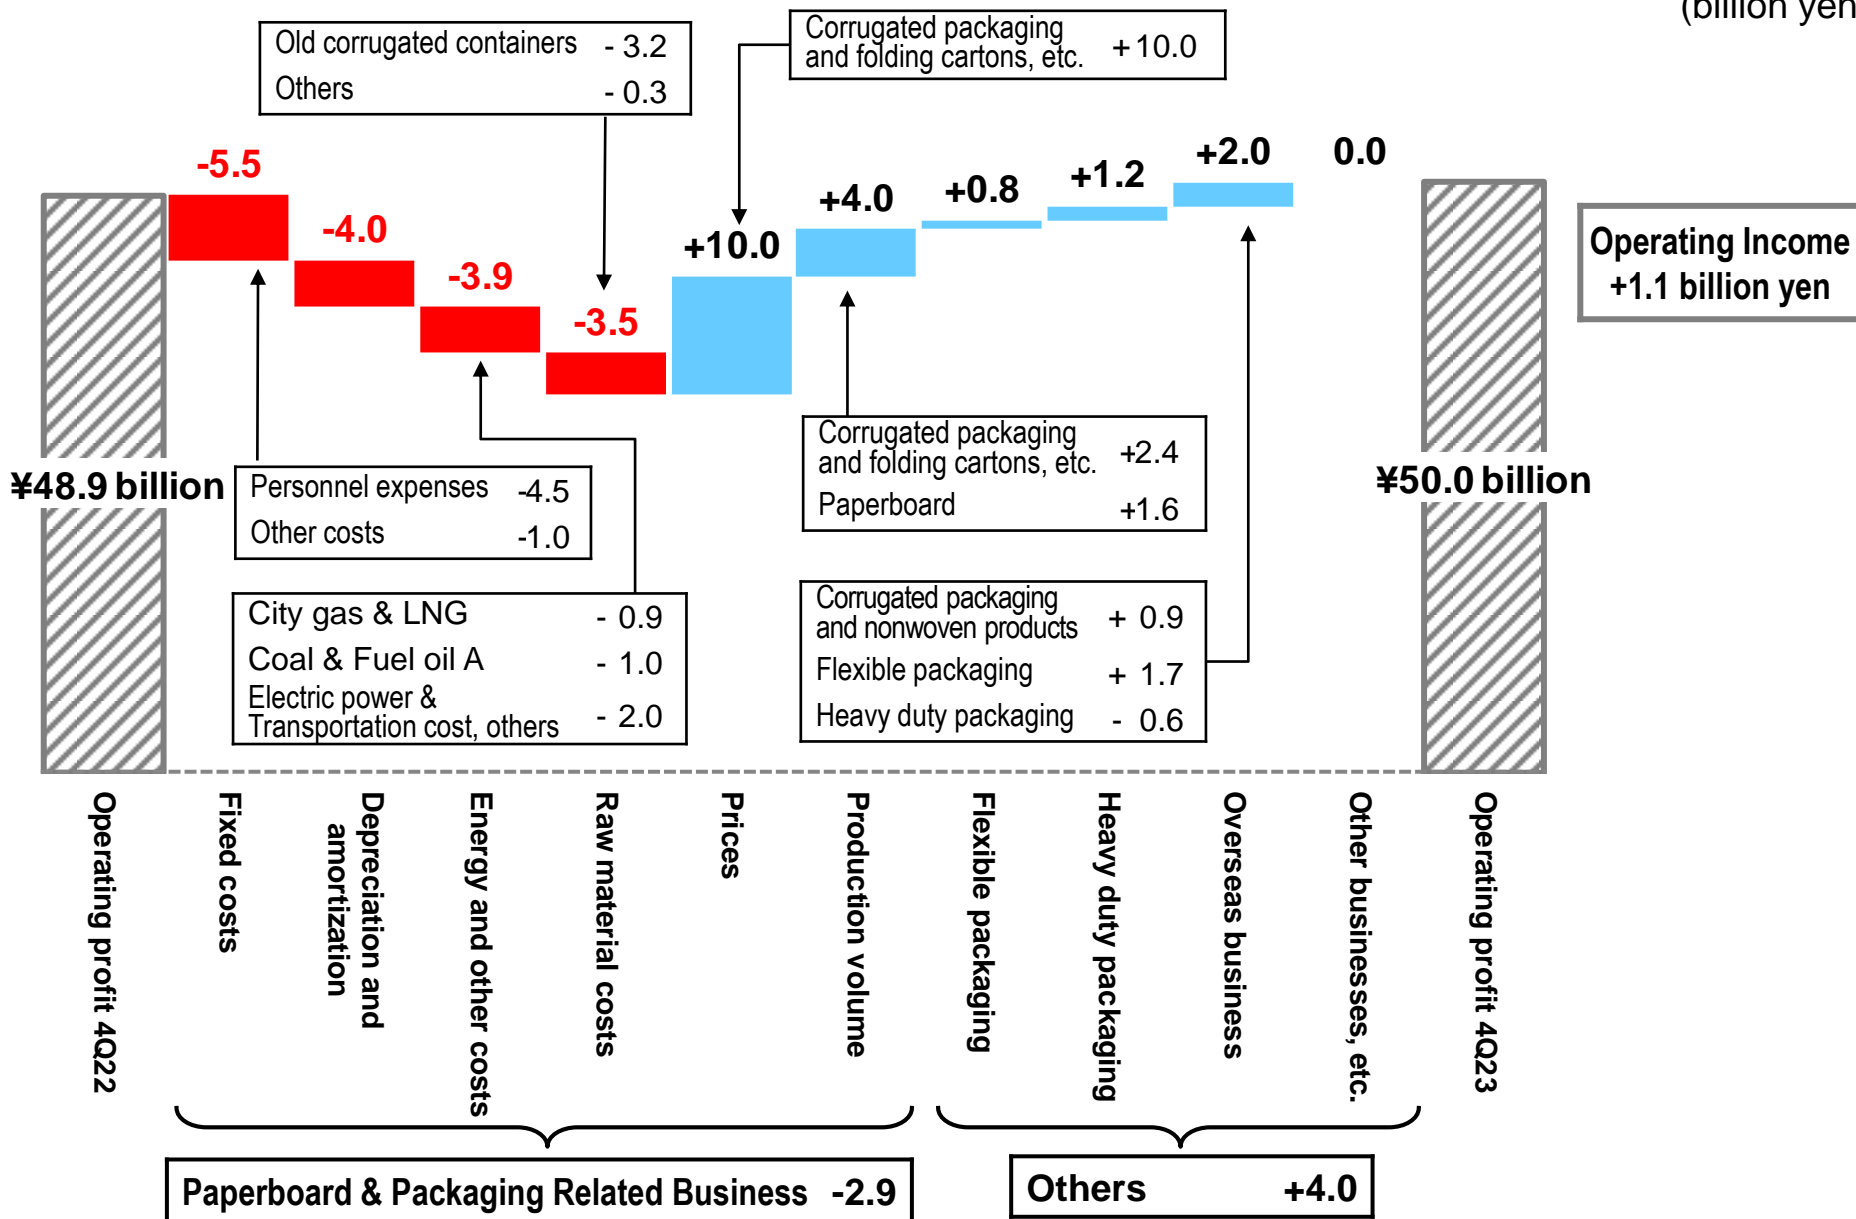 (billion yen
Old corrugated containers - 3.2
Others - 0.3
Corrugated packaging
and folding cartons, etc. +10.0
-5.5
-4.0
-3.9
-3.5
+10.0
+4.0
+0.8
+1.2
+2.0
0.0
Operating Income
+1.1 billion yen
¥48.9 billion
Personnel expenses -4.5
Other costs -1.0
City gas & LNG - 0.9
Coal & Fuel oil A - 1.0
Electric power &
Transportation cost, others - 2.0
Corrugated packaging
and folding cartons, etc. +2.4
Paperboard +1.6
Corrugated packaging
and nonwoven products + 0.9
Flexible packaging + 1.7
Heavy duty packaging - 0.6
¥50.0 billion
Operating profit 4Q22
Fixed costs
Depreciation and
amortization
Energy and other costs
Raw material costs
Prices
Production volume
Flexible packaging
Heavy duty packaging
Overseas business
Other businesses, etc.
Operating profit 4Q23
Paperboard & Packaging Related Business -2.9
Others +4.0